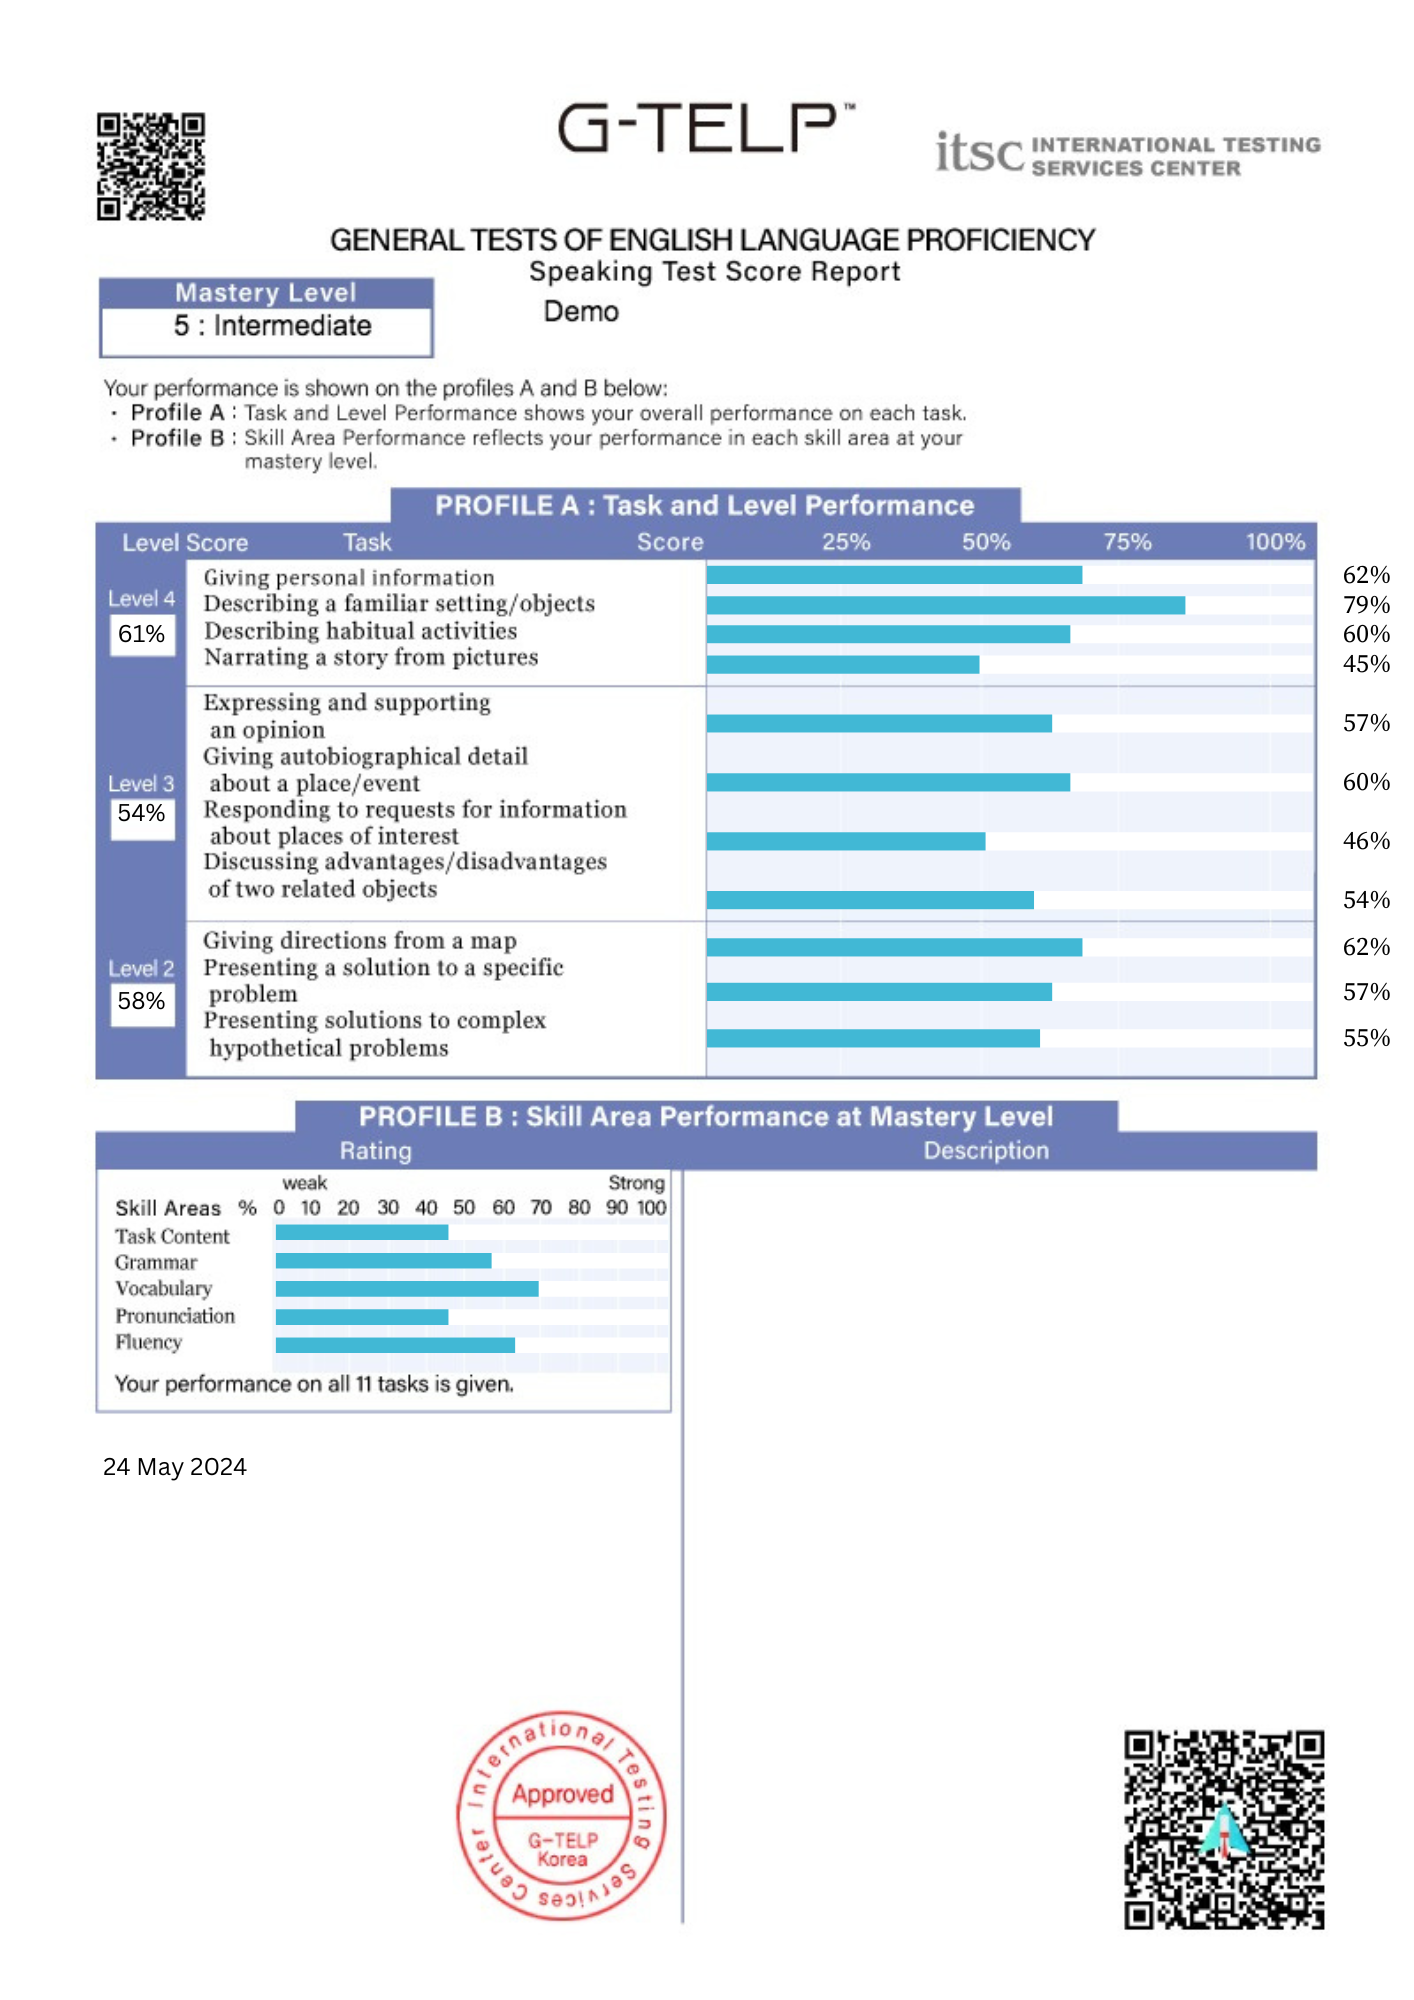 G-TELP™
itsc INTERNATIONAL TESTING
SERVICES CENTER
GENERAL TESTS OF ENGLISH LANGUAGE PROFICIENCY
Speaking Test Score Report
Demo
Mastery Level
5 : Intermediate
Your performance is shown on the profiles A and B below:
· Profile A : Task and Level Performance shows your overall performance on each task.
· Profile B : Skill Area Performance reflects your performance in each skill area at your
mastery level.
PROFILE A : Task and Level Performance
Level Score Task Score 25% 50% 75% 100%
Level 4
61%
Giving personal information 62%
Describing a familiar setting/objects 79%
Describing habitual activities 60%
Narrating a story from pictures 45%
Level 3
54%
Expressing and supporting
an opinion 57%
Giving autobiographical detail
about a place/event 60%
Responding to requests for information
about places of interest 46%
Discussing advantages/disadvantages
of two related objects 54%
Level 2
58%
Giving directions from a map 62%
Presenting a solution to a specific
problem 57%
Presenting solutions to complex
hypothetical problems 55%
PROFILE B : Skill Area Performance at Mastery Level
Rating Description
weak Strong
Skill Areas % 0 10 20 30 40 50 60 70 80 90 100
Task Content
Grammar
Vocabulary
Pronunciation
Fluency
Your performance on all 11 tasks is given.
24 May 2024
International Testing Services Center
Approved
G-TELP
Korea